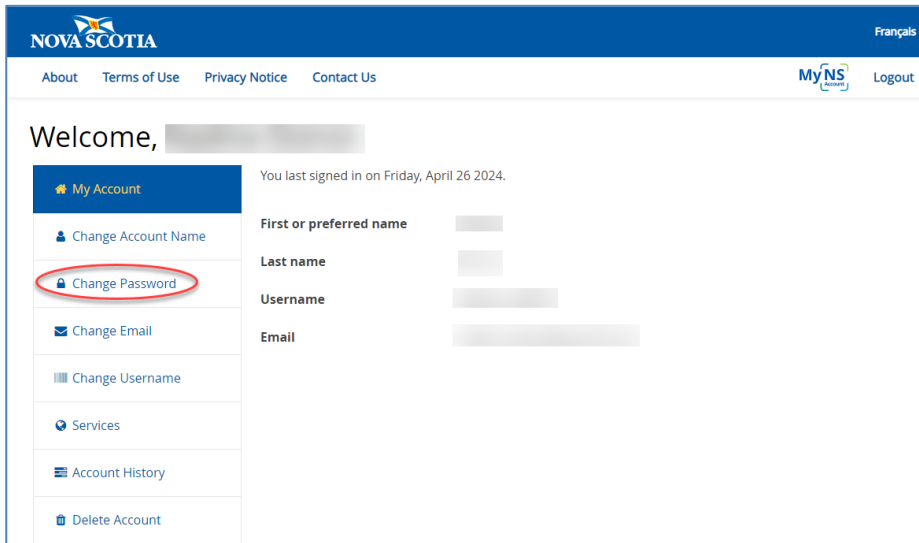 NOVA SCOTIA
Français
About Terms of Use Privacy Notice Contact Us
MyNS Account Logout
Welcome,
My Account
You last signed in on Friday, April 26 2024.
Change Account Name
First or preferred name
Last name
Change Password
Username
Change Email
Email
Change Username
Services
Account History
Delete Account